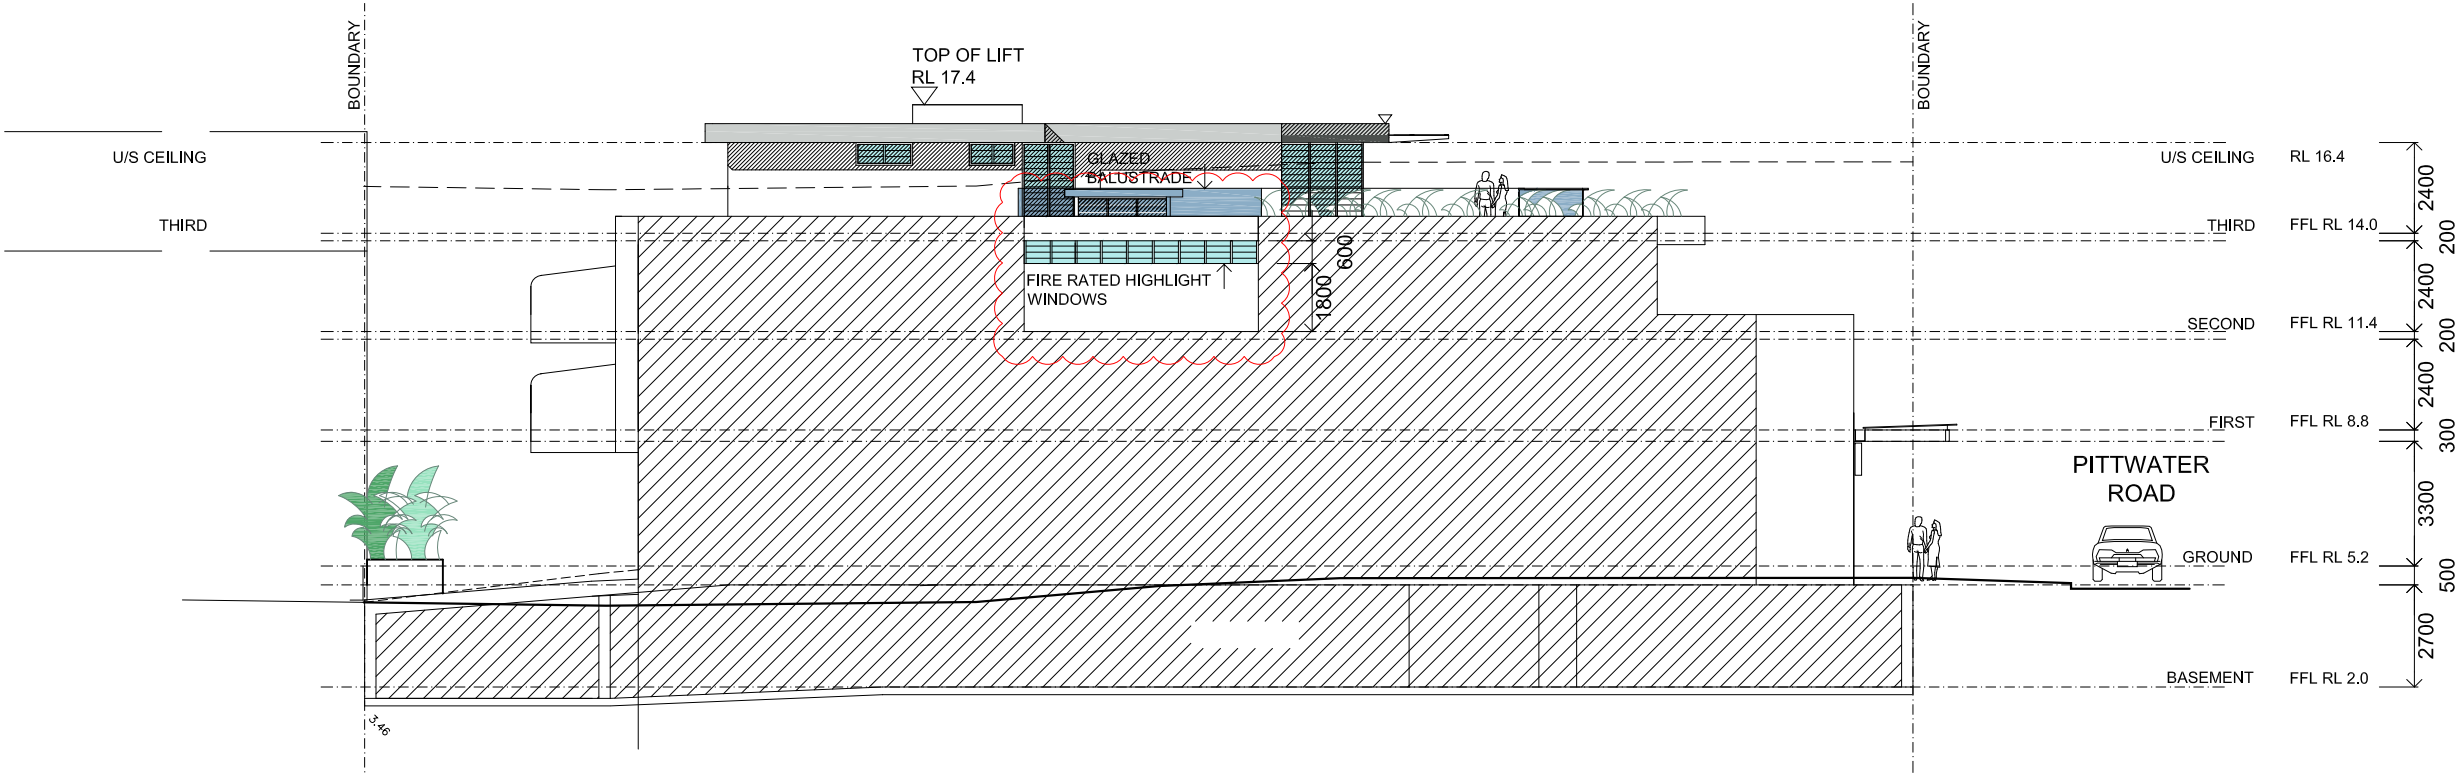 BOUNDARY
TOP OF LIFT
RL 17.4
BOUNDARY
U/S CEILING
GLAZED
BALUSTRADE
U/S CEILING RL 16.4
2400
THIRD
THIRD FFL RL 14.0
200
600
2400
FIRE RATED HIGHLIGHT
WINDOWS
1800
SECOND FFL RL 11.4
200
2400
FIRST FFL RL 8.8
300
PITTWATER
ROAD
3300
GROUND FFL RL 5.2
500
2700
BASEMENT FFL RL 2.0
3.46